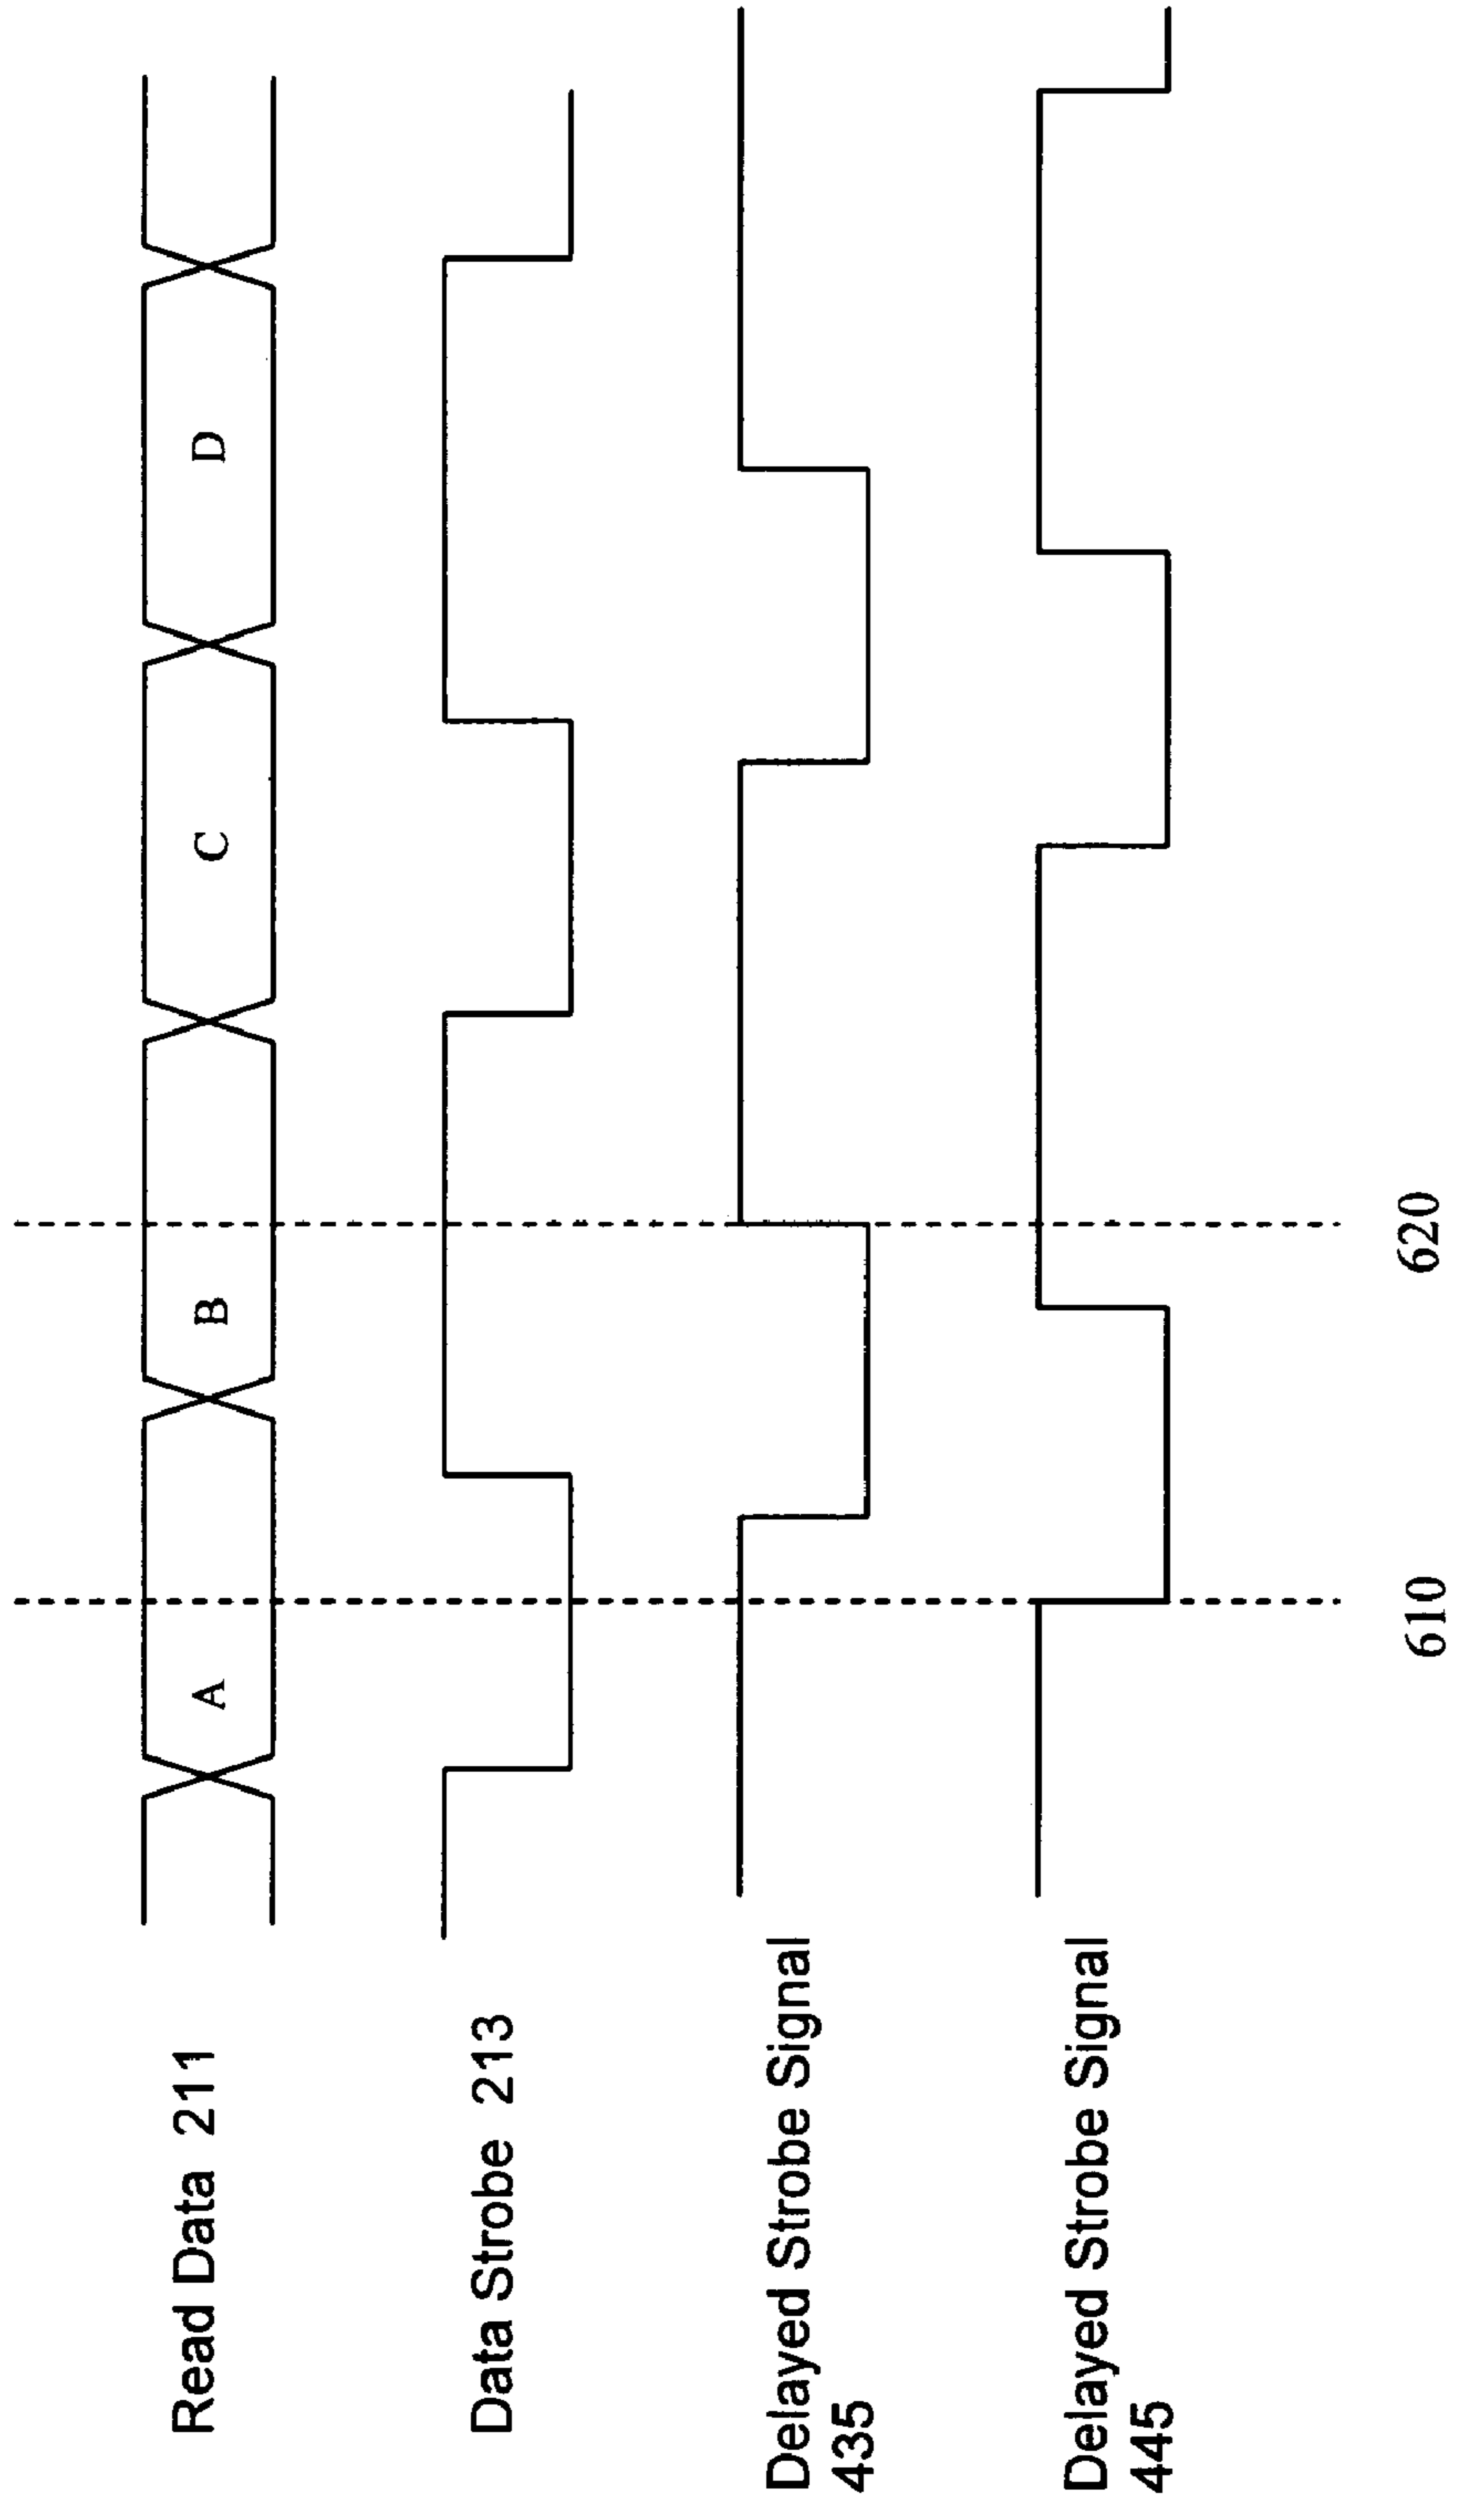 Read Data 211
A
B
C
D
Data Strobe 213
Delayed Strobe Signal
435
Delayed Strobe Signal
445
610
620